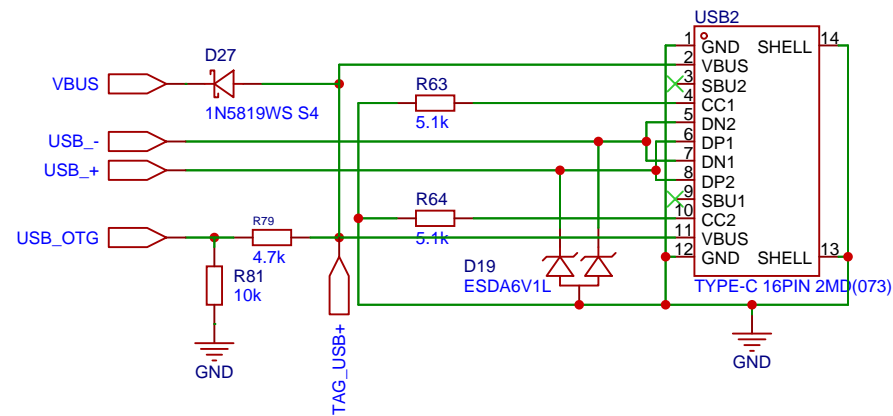 USB2
1
GND
SHELL
14
D27
2
VBUS
VBUS
3
SBU2
R63
4
CC1
1N5819WS S4
5.1k
5
DN2
USB_-
6
DP1
7
DN1
USB_+
8
DP2
9
SBU1
R64
10
CC2
R79
USB_OTG
5.1k
11
VBUS
4.7k
12
GND
SHELL
13
D19
R81
ESDA6V1L
TYPE-C 16PIN 2MD(073)
10k
GND
GND
TAG_USB+